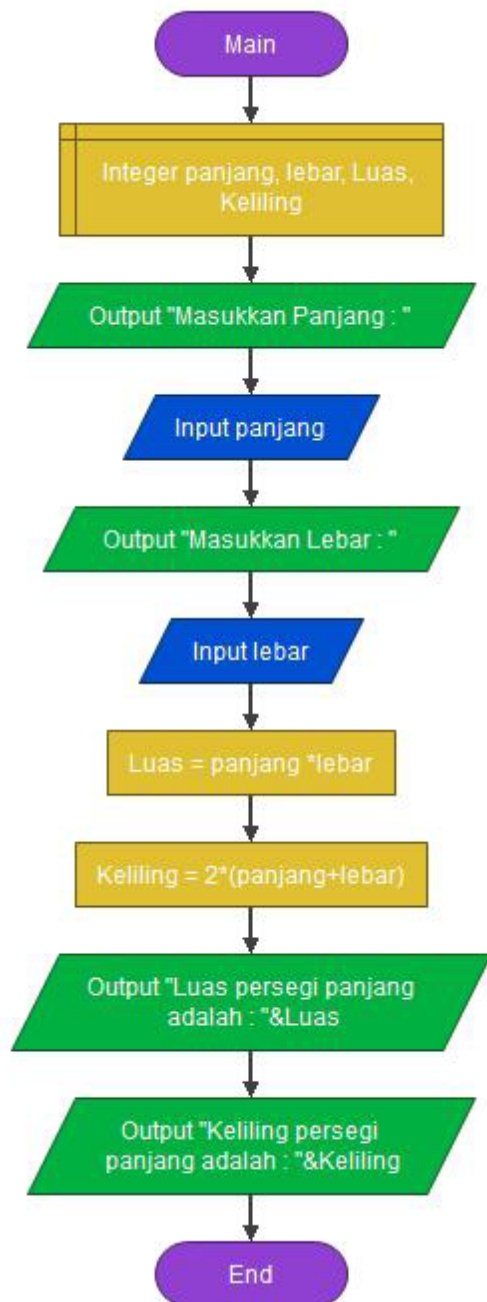 Main
Integer panjang, lebar, Luas,
Keliling
Output "Masukkan Panjang : "
Input panjang
Output "Masukkan Lebar : "
Input lebar
Luas = panjang *lebar
Keliling = 2*(panjang+lebar)
Output "Luas persegi panjang
adalah : "&Luas
Output "Keliling persegi
panjang adalah : "&Keliling
End